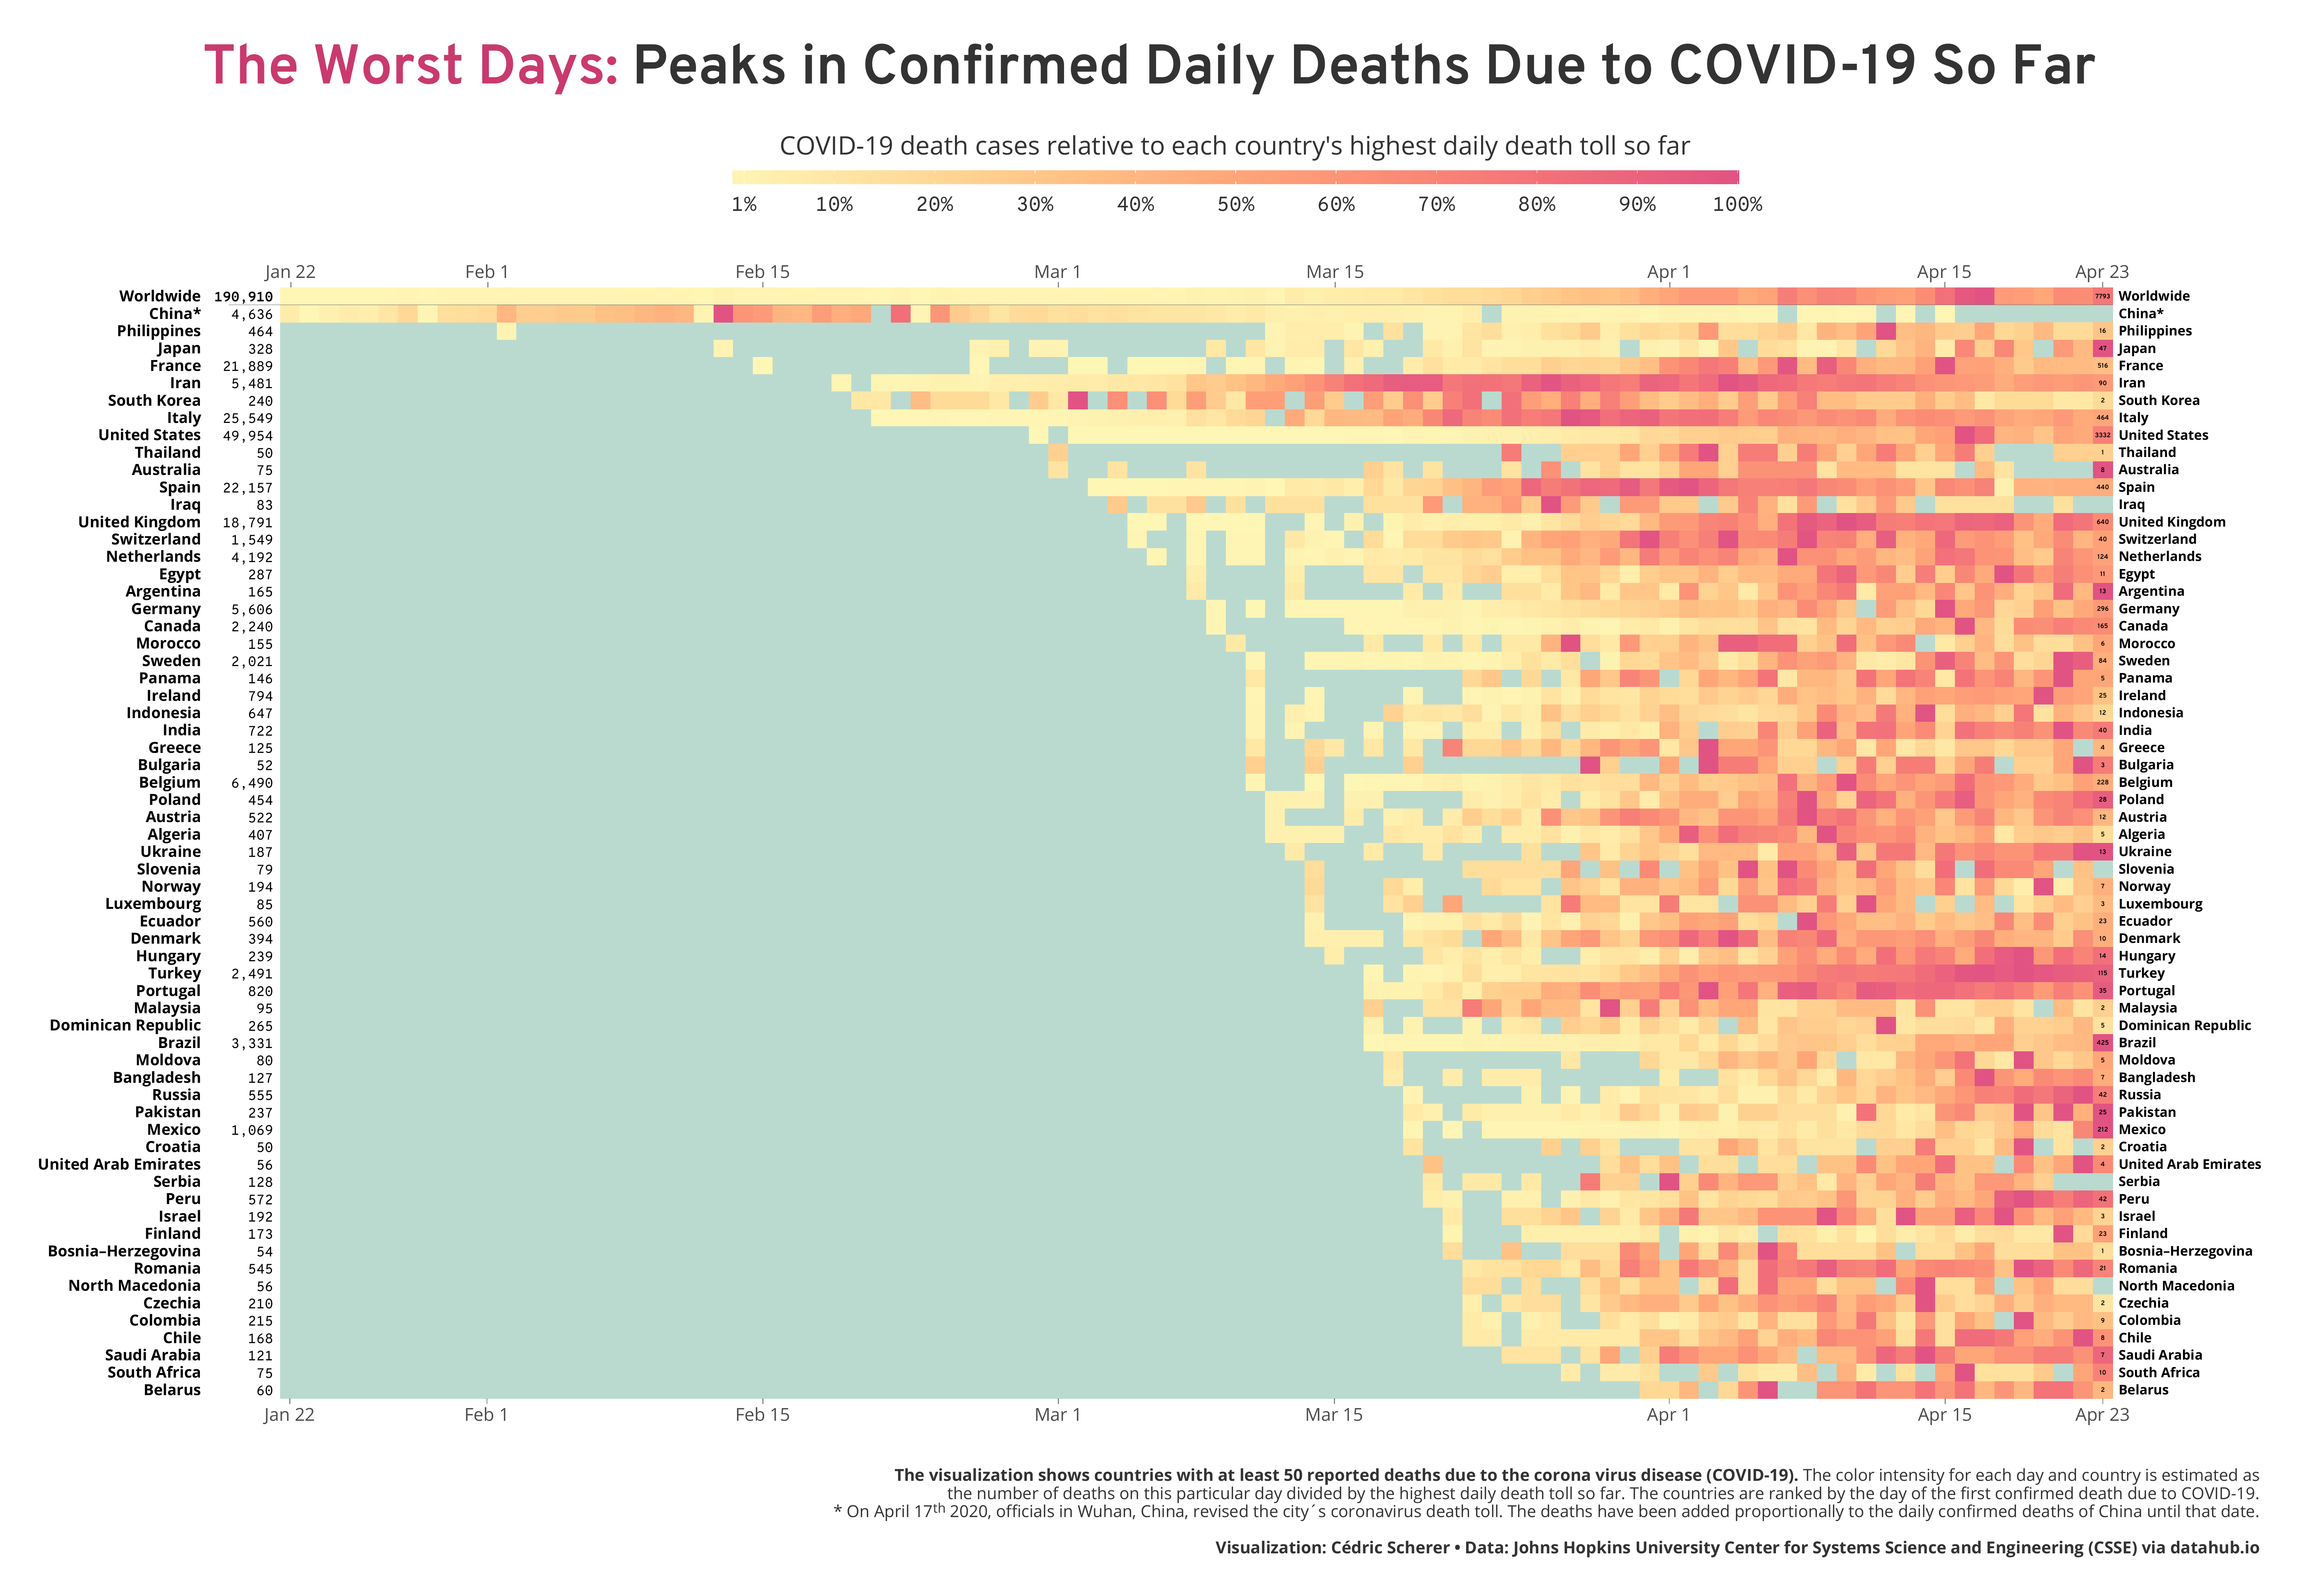 The Worst Days: Peaks in Confirmed Daily Deaths Due to COVID-19 So Far
COVID-19 death cases relative to each country's highest daily death toll so far
1% 10% 20% 30% 40% 50% 60% 70% 80% 90% 100%
Jan 22 Feb 1 Feb 15 Mar 1 Mar 15 Apr 1 Apr 15 Apr 23
Worldwide 190,910 7793 Worldwide
China* 4,636 China*
Philippines 464 16 Philippines
Japan 328 47 Japan
France 21,889 516 France
Iran 5,481 90 Iran
South Korea 240 2 South Korea
Italy 25,549 464 Italy
United States 49,954 3332 United States
Thailand 50 1 Thailand
Australia 75 8 Australia
Spain 22,157 440 Spain
Iraq 83 Iraq
United Kingdom 18,791 640 United Kingdom
Switzerland 1,549 40 Switzerland
Netherlands 4,192 124 Netherlands
Egypt 287 11 Egypt
Argentina 165 13 Argentina
Germany 5,606 296 Germany
Canada 2,240 165 Canada
Morocco 155 6 Morocco
Sweden 2,021 84 Sweden
Panama 146 5 Panama
Ireland 794 25 Ireland
Indonesia 647 12 Indonesia
India 722 40 India
Greece 125 4 Greece
Bulgaria 52 3 Bulgaria
Belgium 6,490 228 Belgium
Poland 454 28 Poland
Austria 522 12 Austria
Algeria 407 5 Algeria
Ukraine 187 13 Ukraine
Slovenia 79 Slovenia
Norway 194 7 Norway
Luxembourg 85 3 Luxembourg
Ecuador 560 23 Ecuador
Denmark 394 10 Denmark
Hungary 239 14 Hungary
Turkey 2,491 115 Turkey
Portugal 820 35 Portugal
Malaysia 95 2 Malaysia
Dominican Republic 265 5 Dominican Republic
Brazil 3,331 425 Brazil
Moldova 80 5 Moldova
Bangladesh 127 7 Bangladesh
Russia 555 42 Russia
Pakistan 237 25 Pakistan
Mexico 1,069 212 Mexico
Croatia 50 2 Croatia
United Arab Emirates 56 4 United Arab Emirates
Serbia 128 Serbia
Peru 572 42 Peru
Israel 192 3 Israel
Finland 173 23 Finland
Bosnia–Herzegovina 54 1 Bosnia–Herzegovina
Romania 545 21 Romania
North Macedonia 56 North Macedonia
Czechia 210 2 Czechia
Colombia 215 9 Colombia
Chile 168 8 Chile
Saudi Arabia 121 7 Saudi Arabia
South Africa 75 10 South Africa
Belarus 60 2 Belarus
Jan 22 Feb 1 Feb 15 Mar 1 Mar 15 Apr 1 Apr 15 Apr 23
The visualization shows countries with at least 50 reported deaths due to the corona virus disease (COVID-19). The color intensity for each day and country is estimated as
the number of deaths on this particular day divided by the highest daily death toll so far. The countries are ranked by the day of the first confirmed death due to COVID-19.
* On April 17th 2020, officials in Wuhan, China, revised the city´s coronavirus death toll. The deaths have been added proportionally to the daily confirmed deaths of China until that date.
Visualization: Cédric Scherer • Data: Johns Hopkins University Center for Systems Science and Engineering (CSSE) via datahub.io